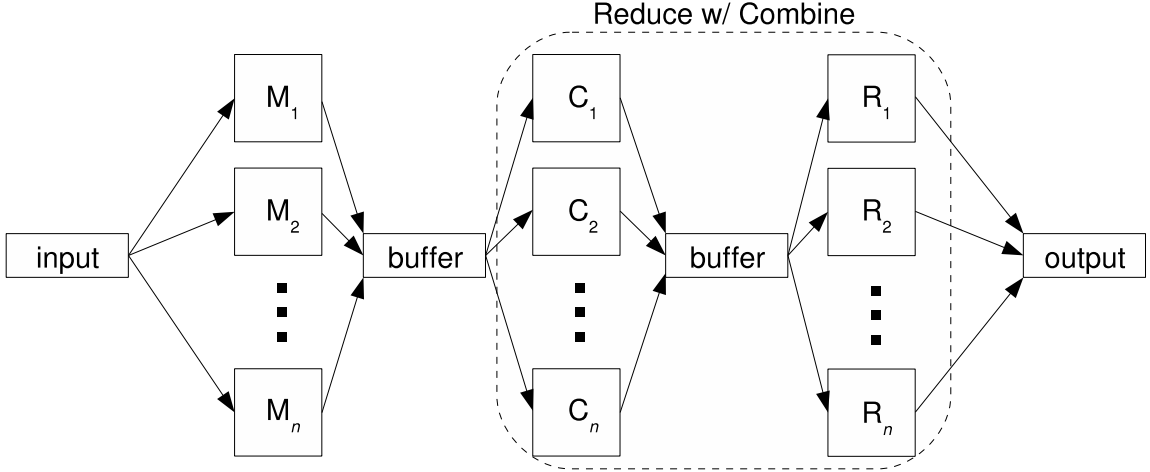 Reduce w/ Combine
M1 C1 R1
M2 C2 R2
input buffer buffer output
Mn Cn Rn